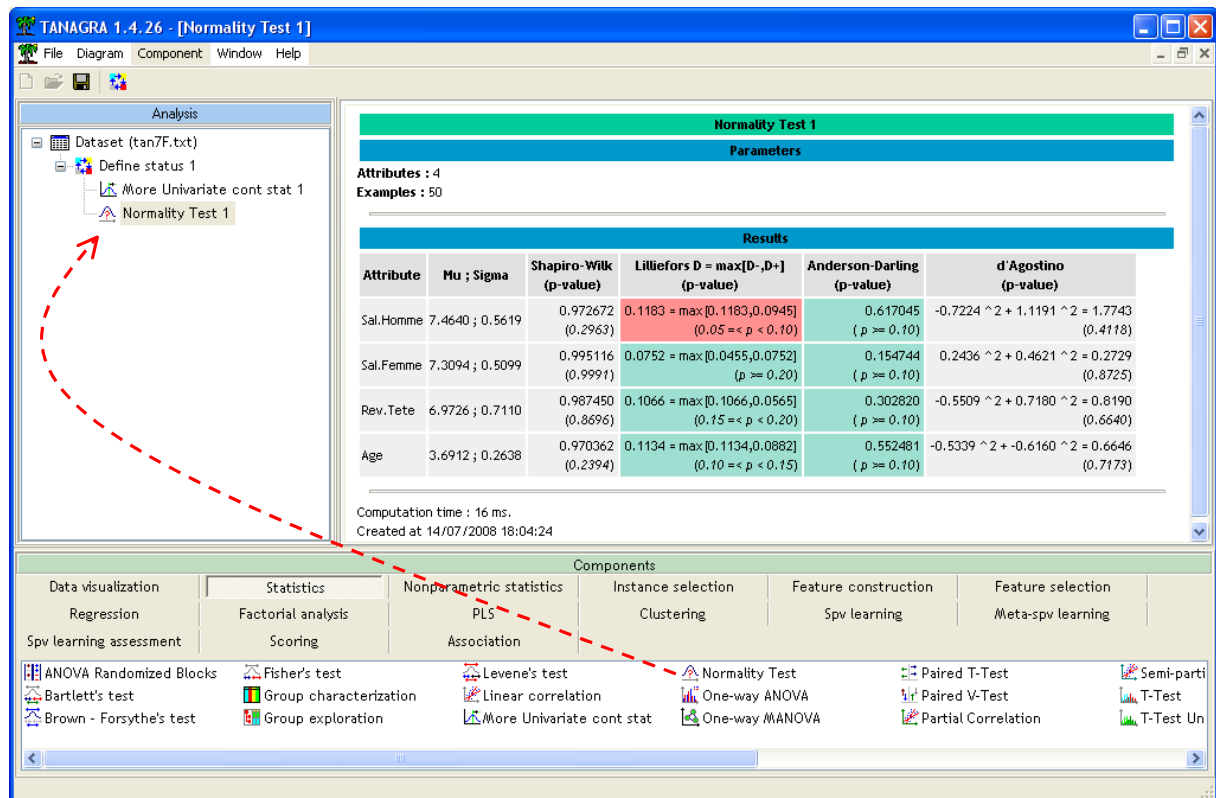 TANAGRA 1.4.26 - [Normality Test 1]
File Diagram Component Window Help
Analysis
Dataset (tan7F.txt)
Define status 1
More Univariate cont stat 1
Normality Test 1
Normality Test 1
Parameters
Attributes : 4
Examples : 50
Results
Attribute Mu ; Sigma Shapiro-Wilk (p-value) Lilliefors D = max[D-,D+] (p-value) Anderson-Darling (p-value) d'Agostino (p-value)
Sal.Homme 7.4640 ; 0.5619 0.972672 (0.2963) 0.1183 = max[0.1183,0.0945] (0.05 =< p < 0.10) 0.617045 ( p >= 0.10) -0.7224 ^ 2 + 1.1191 ^ 2 = 1.7743 (0.4118)
Sal.Femme 7.3094 ; 0.5099 0.995116 (0.9991) 0.0752 = max[0.0455,0.0752] (p >= 0.20) 0.154744 ( p >= 0.10) 0.2436 ^ 2 + 0.4621 ^ 2 = 0.2729 (0.8725)
Rev.Tete 6.9726 ; 0.7110 0.987450 (0.8696) 0.1066 = max[0.1066,0.0565] (0.15 =< p < 0.20) 0.302820 ( p >= 0.10) -0.5509 ^ 2 + 0.7180 ^ 2 = 0.8190 (0.6640)
Age 3.6912 ; 0.2638 0.970362 (0.2394) 0.1134 = max[0.1134,0.0882] (0.10 =< p < 0.15) 0.552481 ( p >= 0.10) -0.5339 ^ 2 + -0.6160 ^ 2 = 0.6646 (0.7173)
Computation time : 16 ms.
Created at 14/07/2008 18:04:24
Components
Data visualization Statistics Nonparametric statistics Instance selection Feature construction Feature selection
Regression Factorial analysis PLS Clustering Spv learning Meta-spv learning
Spv learning assessment Scoring Association
ANOVA Randomized Blocks Fisher's test Levene's test Normality Test Paired T-Test Semi-parti
Bartlett's test Group characterization Linear correlation One-way ANOVA Paired V-Test T-Test
Brown - Forsythe's test Group exploration More Univariate cont stat One-way MANOVA Partial Correlation T-Test Un